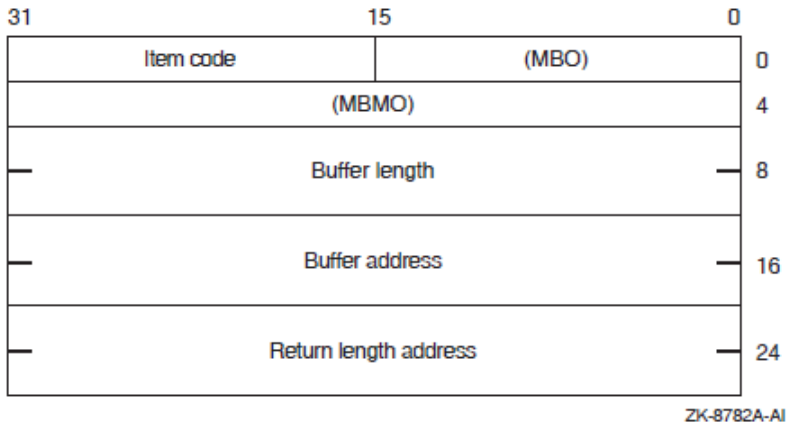 31 15 0
Item code (MBO) 0
(MBMO) 4
Buffer length 8
Buffer address 16
Return length address 24
ZK-8782A-AI